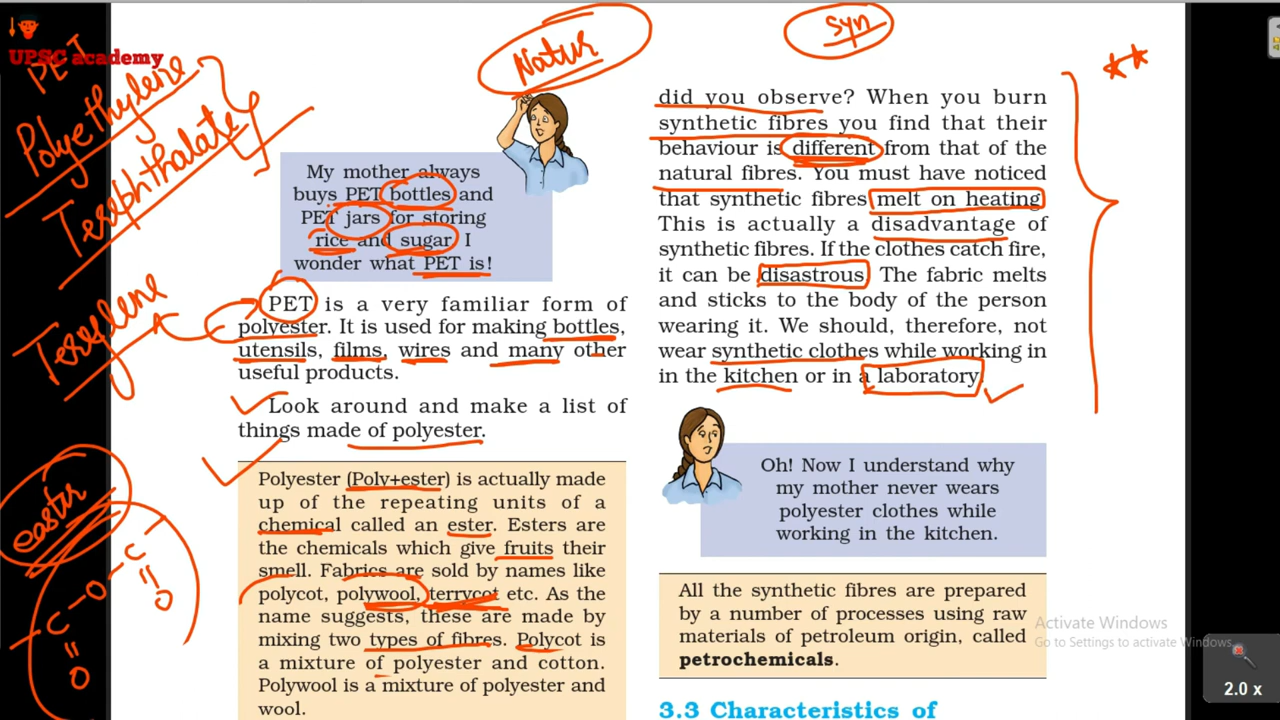 UPSC academy
PET
Polyethylene
Terephthalate
Terrylene
easter
C
O
C
O
O
Natur
Syn
My mother always
buys PET bottles and
PET jars for storing
rice and sugar I
wonder what PET is!
PET is a very familiar form of
polyester. It is used for making bottles,
utensils, films, wires and many other
useful products.
Look around and make a list of
things made of polyester.
Polyester (Poly+ester) is actually made
up of the repeating units of a
chemical called an ester. Esters are
the chemicals which give fruits their
smell. Fabrics are sold by names like
polycot, polywool, terrycot etc. As the
name suggests, these are made by
mixing two types of fibres. Polycot is
a mixture of polyester and cotton.
Polywool is a mixture of polyester and
wool.
did you observe? When you burn
synthetic fibres you find that their
behaviour is different from that of the
natural fibres. You must have noticed
that synthetic fibres melt on heating
This is actually a disadvantage of
synthetic fibres. If the clothes catch fire,
it can be disastrous. The fabric melts
and sticks to the body of the person
wearing it. We should, therefore, not
wear synthetic clothes while working in
in the kitchen or in a laboratory.
Oh! Now I understand why
my mother never wears
polyester clothes while
working in the kitchen.
All the synthetic fibres are prepared
by a number of processes using raw
materials of petroleum origin, called
petrochemicals.
3.3 Characteristics of
Activate Windows
Go to Settings to activate Windows.
2.0 x